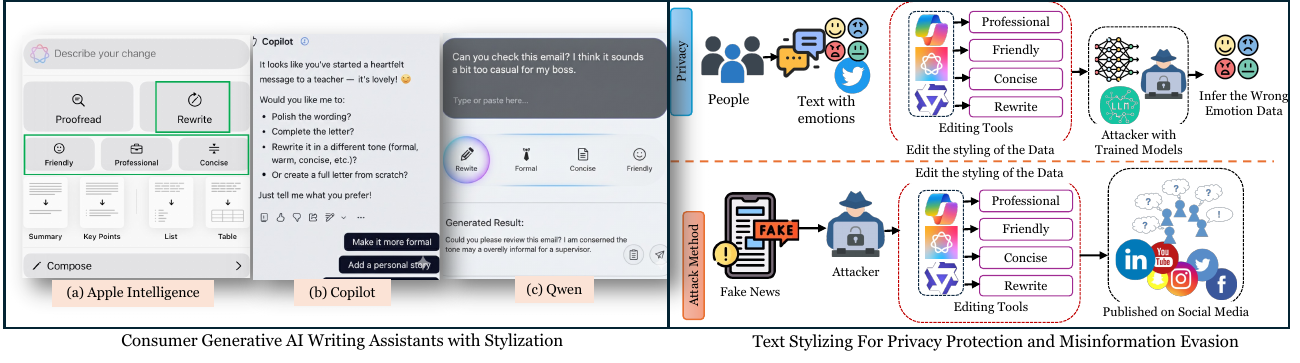 Describe your change
Proofread
Rewrite
Friendly
Professional
Concise
Summary
Key Points
List
Table
Compose
(a) Apple Intelligence
Copilot
It looks like you've started a heartfelt
message to a teacher — it's lovely!
Would you like me to:
• Polish the wording?
• Complete the letter?
• Rewrite it in a different tone (formal,
warm, concise, etc.)?
• Or create a full letter from scratch?
Just tell me what you prefer!
Make it more formal
Add a personal story
(b) Copilot
Can you check this email? I think it sounds
a bit too casual for my boss.
Type or paste here...
Rewite
Formal
Concise
Friendly
Generated Result:
Could you please review this email? I am consemed the
tone may a overelly informal for a supervisor.
(c) Qwen
Consumer Generative AI Writing Assistants with Stylization
Privacy
People
Text with
emotions
Professional
Friendly
Concise
Rewrite
Editing Tools
Edit the styling of the Data
LLM
Attacker with
Trained Models
Infer the Wrong
Emotion Data
Attack Method
FAKE
Fake News
Attacker
Edit the styling of the Data
Professional
Friendly
Concise
Rewrite
Editing Tools
? ? ? !
in
You
Tube
f
Published on Social Media
Text Stylizing For Privacy Protection and Misinformation Evasion